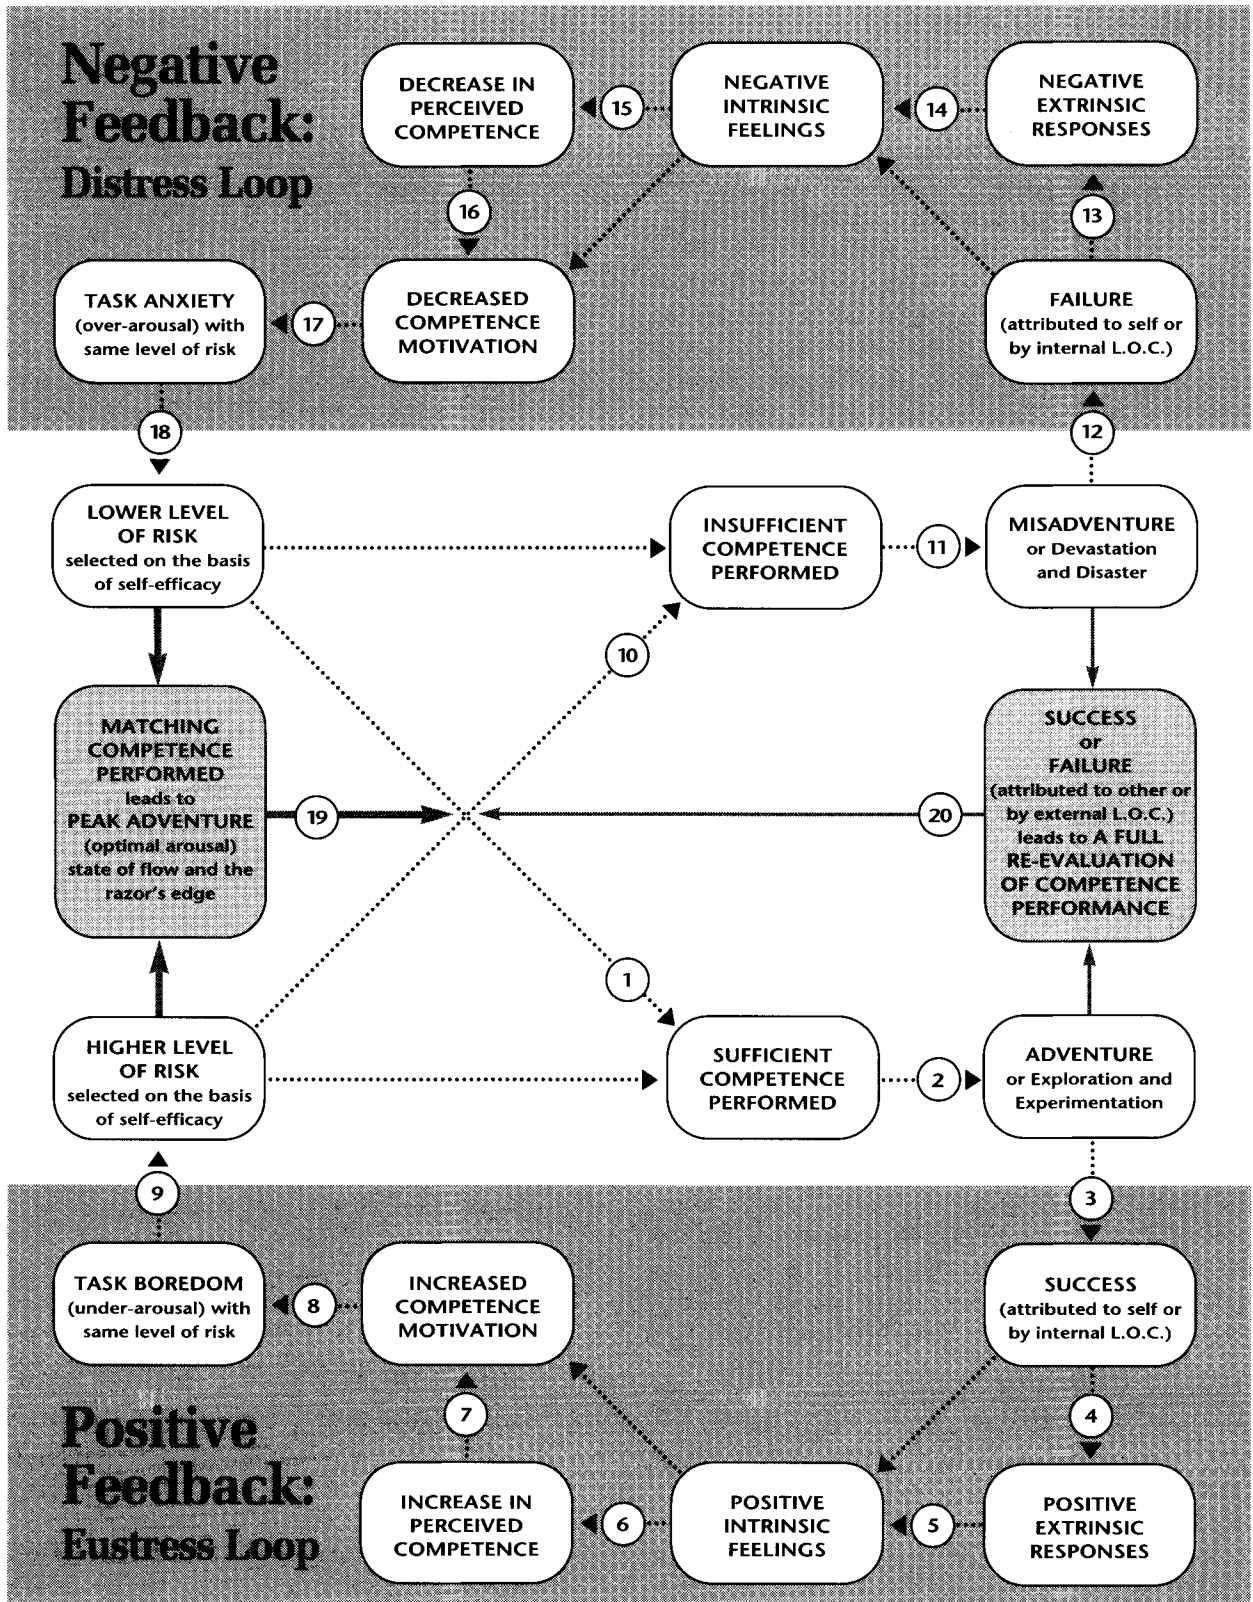 Negative
Feedback:
Distress Loop
DECREASE IN
PERCEIVED
COMPETENCE
15
NEGATIVE
INTRINSIC
FEELINGS
14
NEGATIVE
EXTRINSIC
RESPONSES
16
13
TASK ANXIETY
(over-arousal) with
same level of risk
17
DECREASED
COMPETENCE
MOTIVATION
FAILURE
(attributed to self or
by internal L.O.C.)
18
12
LOWER LEVEL
OF RISK
selected on the basis
of self-efficacy
INSUFFICIENT
COMPETENCE
PERFORMED
11
MISADVENTURE
or Devastation
and Disaster
10
MATCHING
COMPETENCE
PERFORMED
leads to
PEAK ADVENTURE
(optimal arousal)
state of flow and the
razor's edge
19
20
SUCCESS
or
FAILURE
(attributed to other or
by external L.O.C.)
leads to A FULL
RE-EVALUATION
OF COMPETENCE
PERFORMANCE
1
HIGHER LEVEL
OF RISK
selected on the basis
of self-efficacy
SUFFICIENT
COMPETENCE
PERFORMED
2
ADVENTURE
or Exploration and
Experimentation
9
3
TASK BOREDOM
(under-arousal) with
same level of risk
8
INCREASED
COMPETENCE
MOTIVATION
SUCCESS
(attributed to self or
by internal L.O.C.)
7
4
Positive
Feedback:
Eustress Loop
INCREASE IN
PERCEIVED
COMPETENCE
6
POSITIVE
INTRINSIC
FEELINGS
5
POSITIVE
EXTRINSIC
RESPONSES